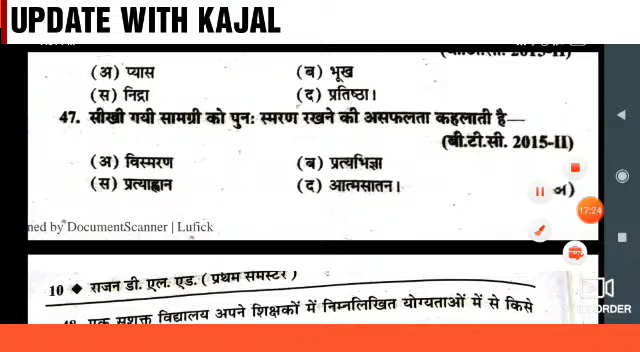 UPDATE WITH KAJAL
(अ) प्यास (ब) भूख
(स) निद्रा (द) प्रतिष्ठा।
47. सीखी गयी सामग्री को पुनः स्मरण रखने की असफलता कहलाती है—
(बी.टी.सी. 2015-II)
(अ) विस्मरण (ब) प्रत्यभिज्ञा
(स) प्रत्याह्वान (द) आत्मसातन।
अ)
17:24
ned by DocumentScanner | Lufick
10 ◆ राजन डी. एल. एड. (प्रथम समस्टर)
एक सशक्त विद्यालय अपने शिक्षकों में निम्नलिखित योग्यताओं में से किसे